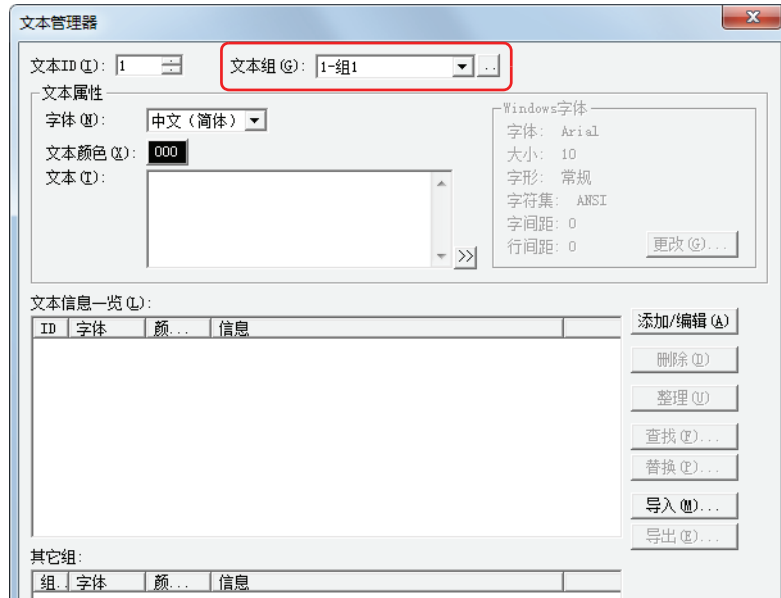 文本管理器
文本ID(I): 1 文本组(G): 1-组1 ..
文本属性
字体(N): 中文（简体）
文本颜色(X): 000
文本(T):
>>
Windows字体
字体: Arial
大小: 10
字形: 常规
字符集: ANSI
字间距: 0
行间距: 0
更改(G)...
文本信息一览(L):
ID 字体 颜... 信息
添加/编辑(A)
删除(D)
整理(U)
查找(F)...
替换(P)...
导入(M)...
导出(E)...
其它组:
组. 字体 颜... 信息